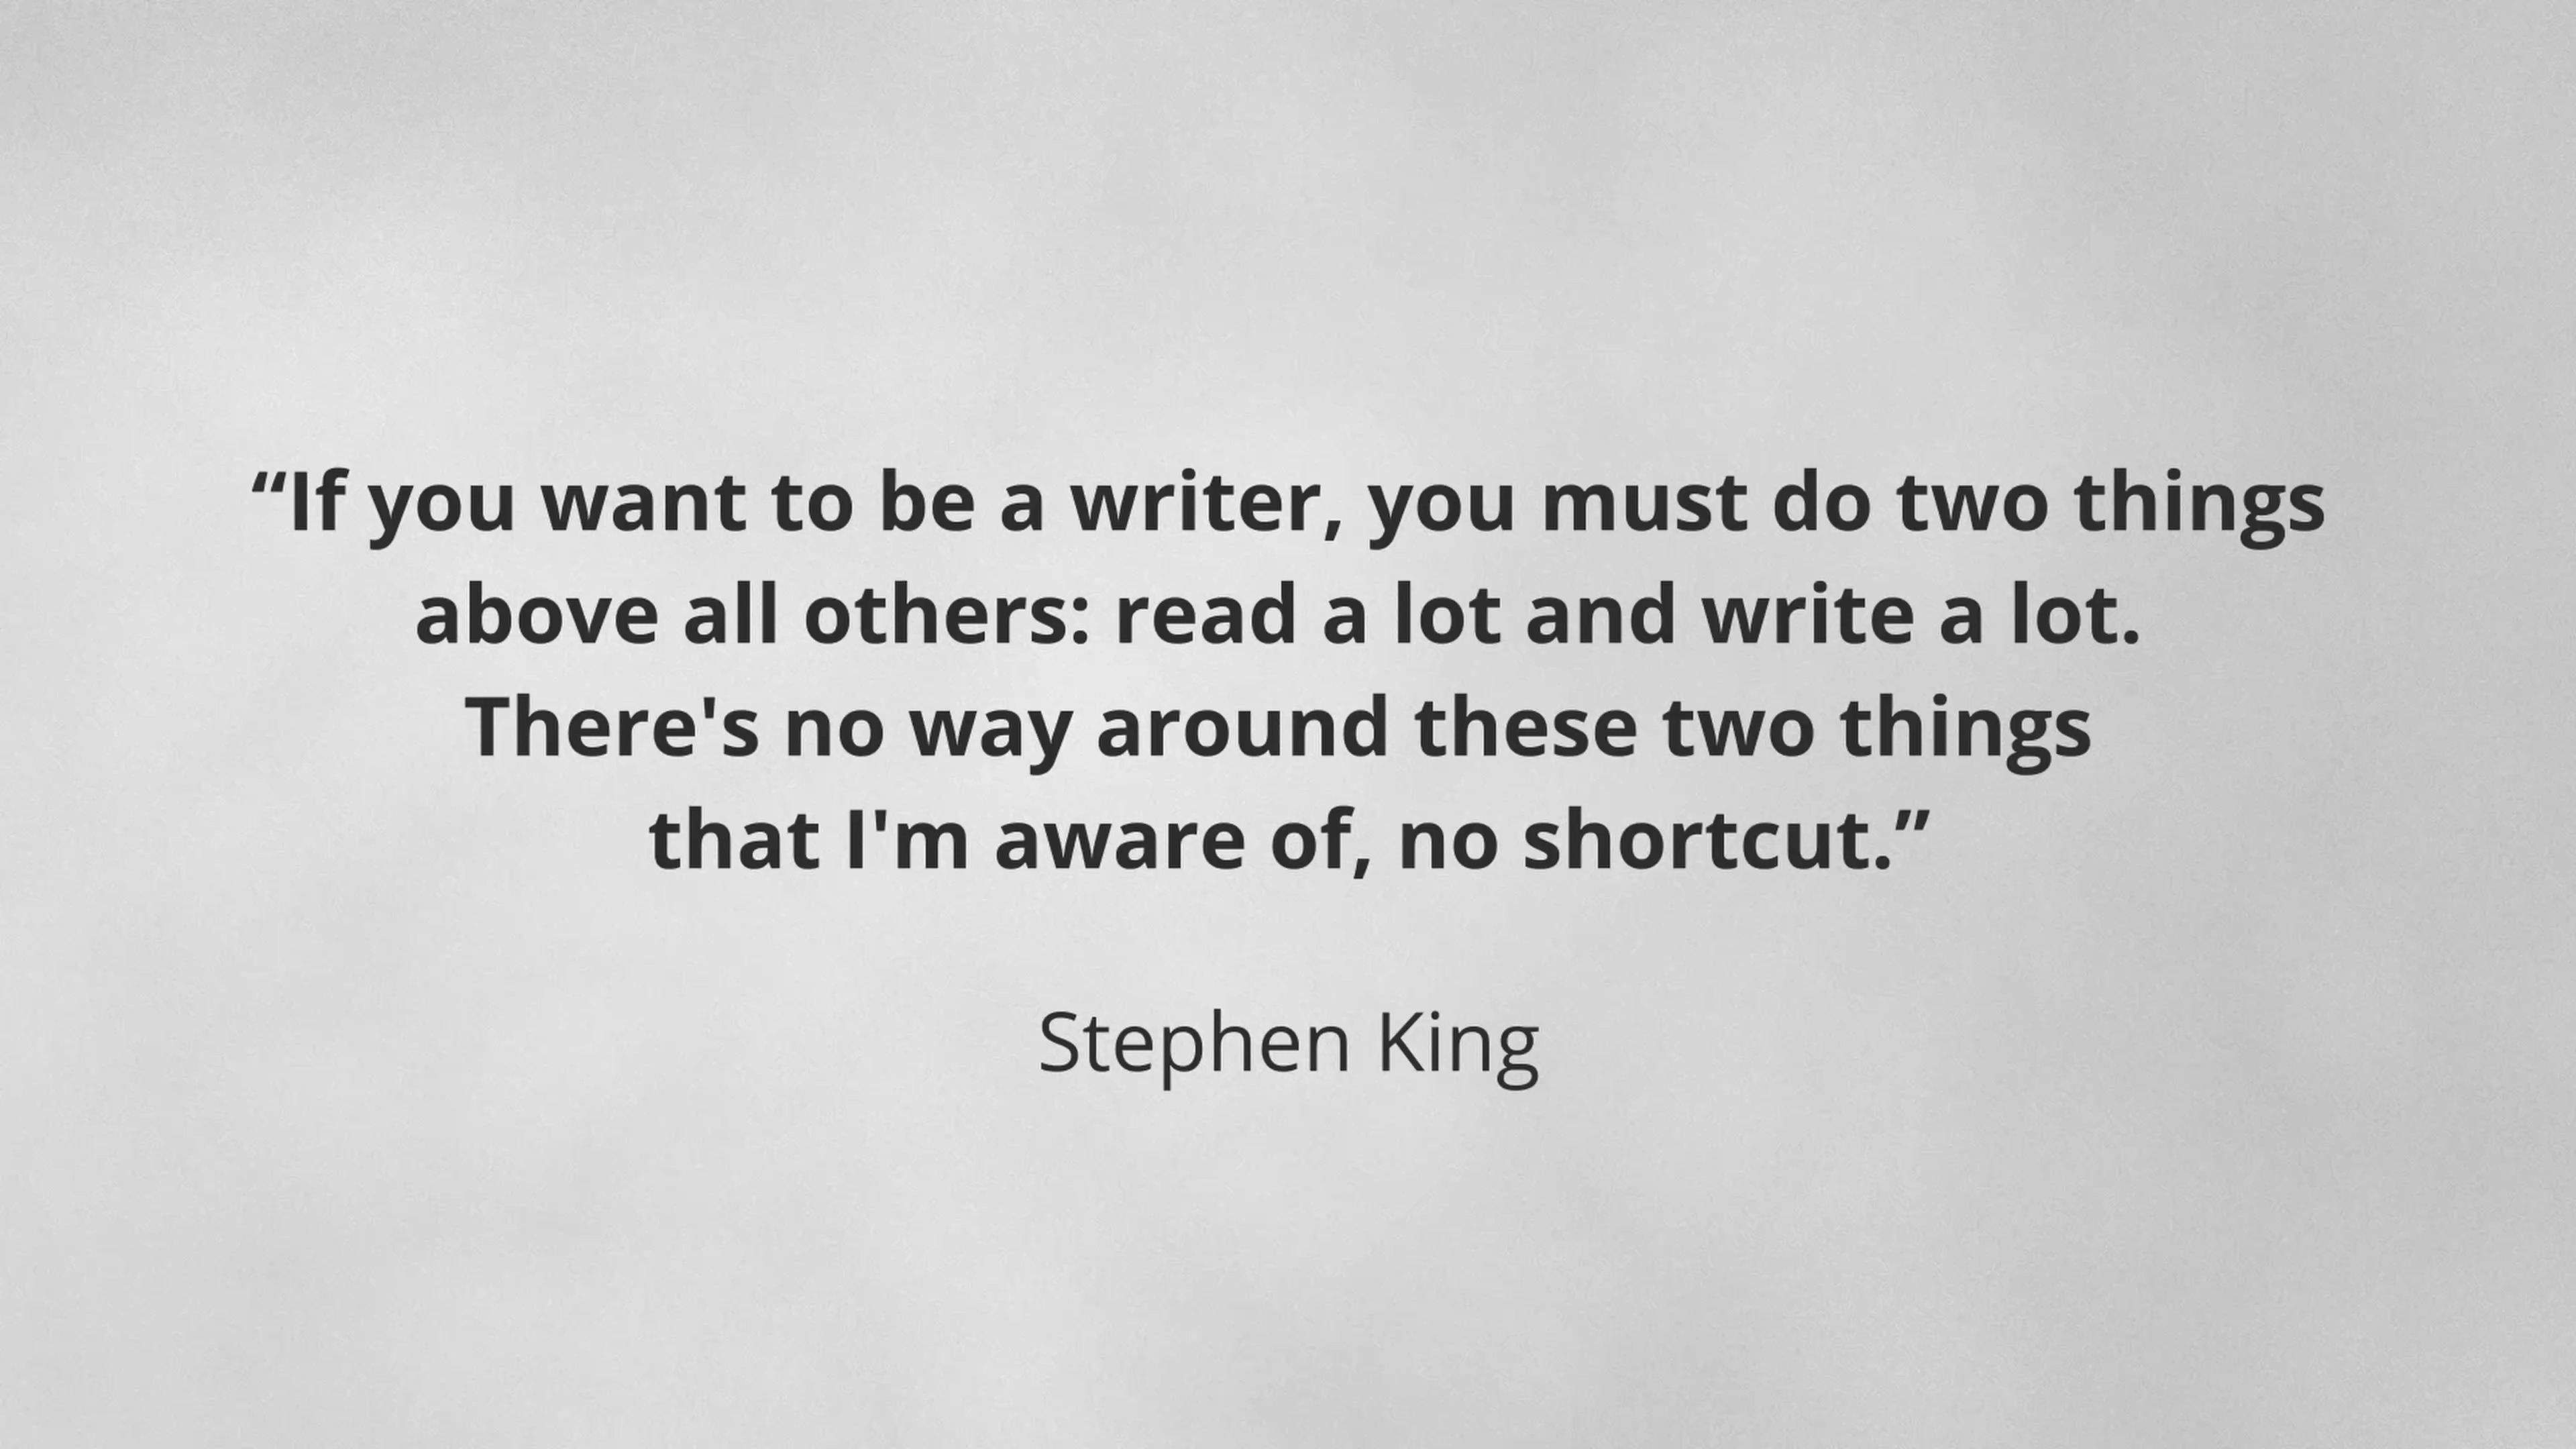 “If you want to be a writer, you must do two things
above all others: read a lot and write a lot.
There's no way around these two things
that I'm aware of, no shortcut.”
Stephen King